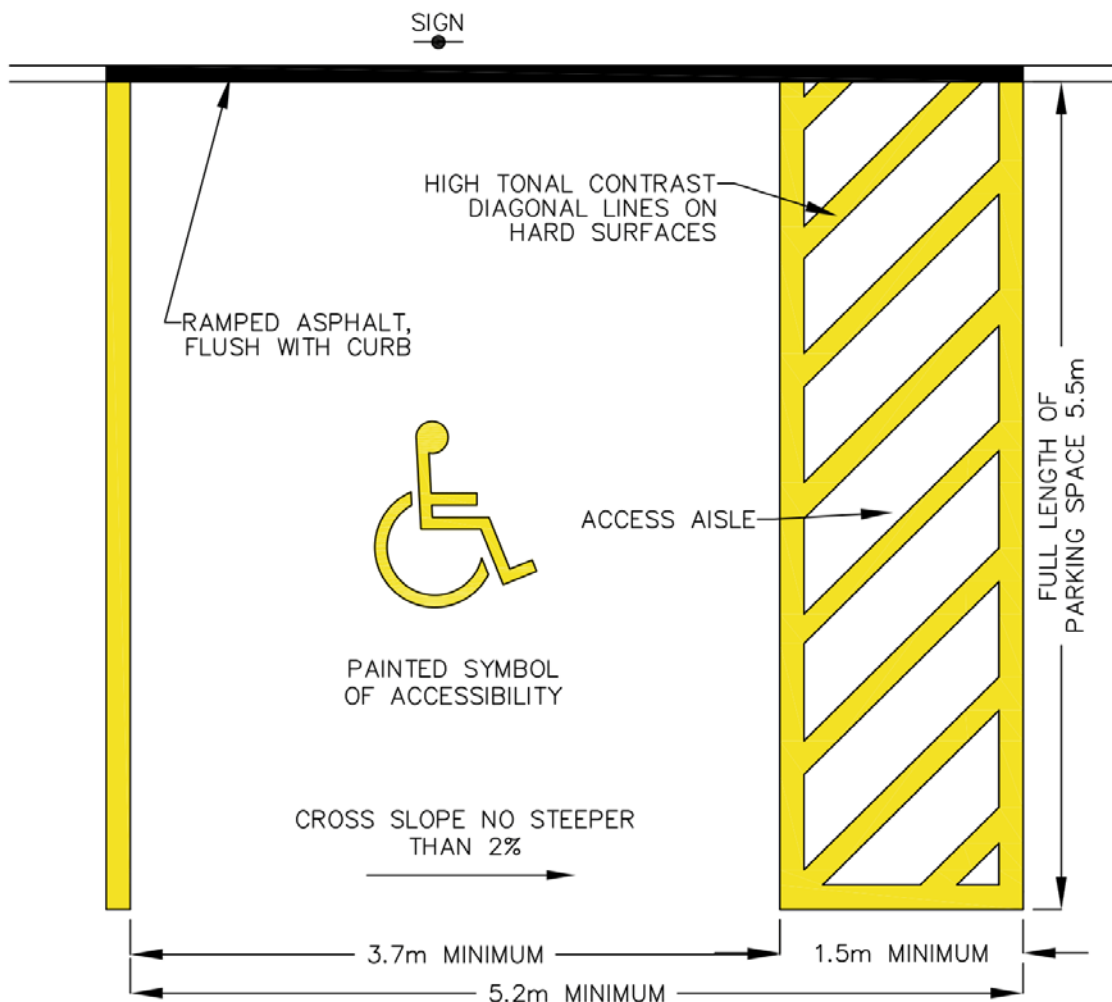 SIGN
HIGH TONAL CONTRAST
DIAGONAL LINES ON
HARD SURFACES
RAMPED ASPHALT,
FLUSH WITH CURB
ACCESS AISLE
FULL LENGTH OF
PARKING SPACE 5.5m
PAINTED SYMBOL
OF ACCESSIBILITY
CROSS SLOPE NO STEEPER
THAN 2%
3.7m MINIMUM
1.5m MINIMUM
5.2m MINIMUM